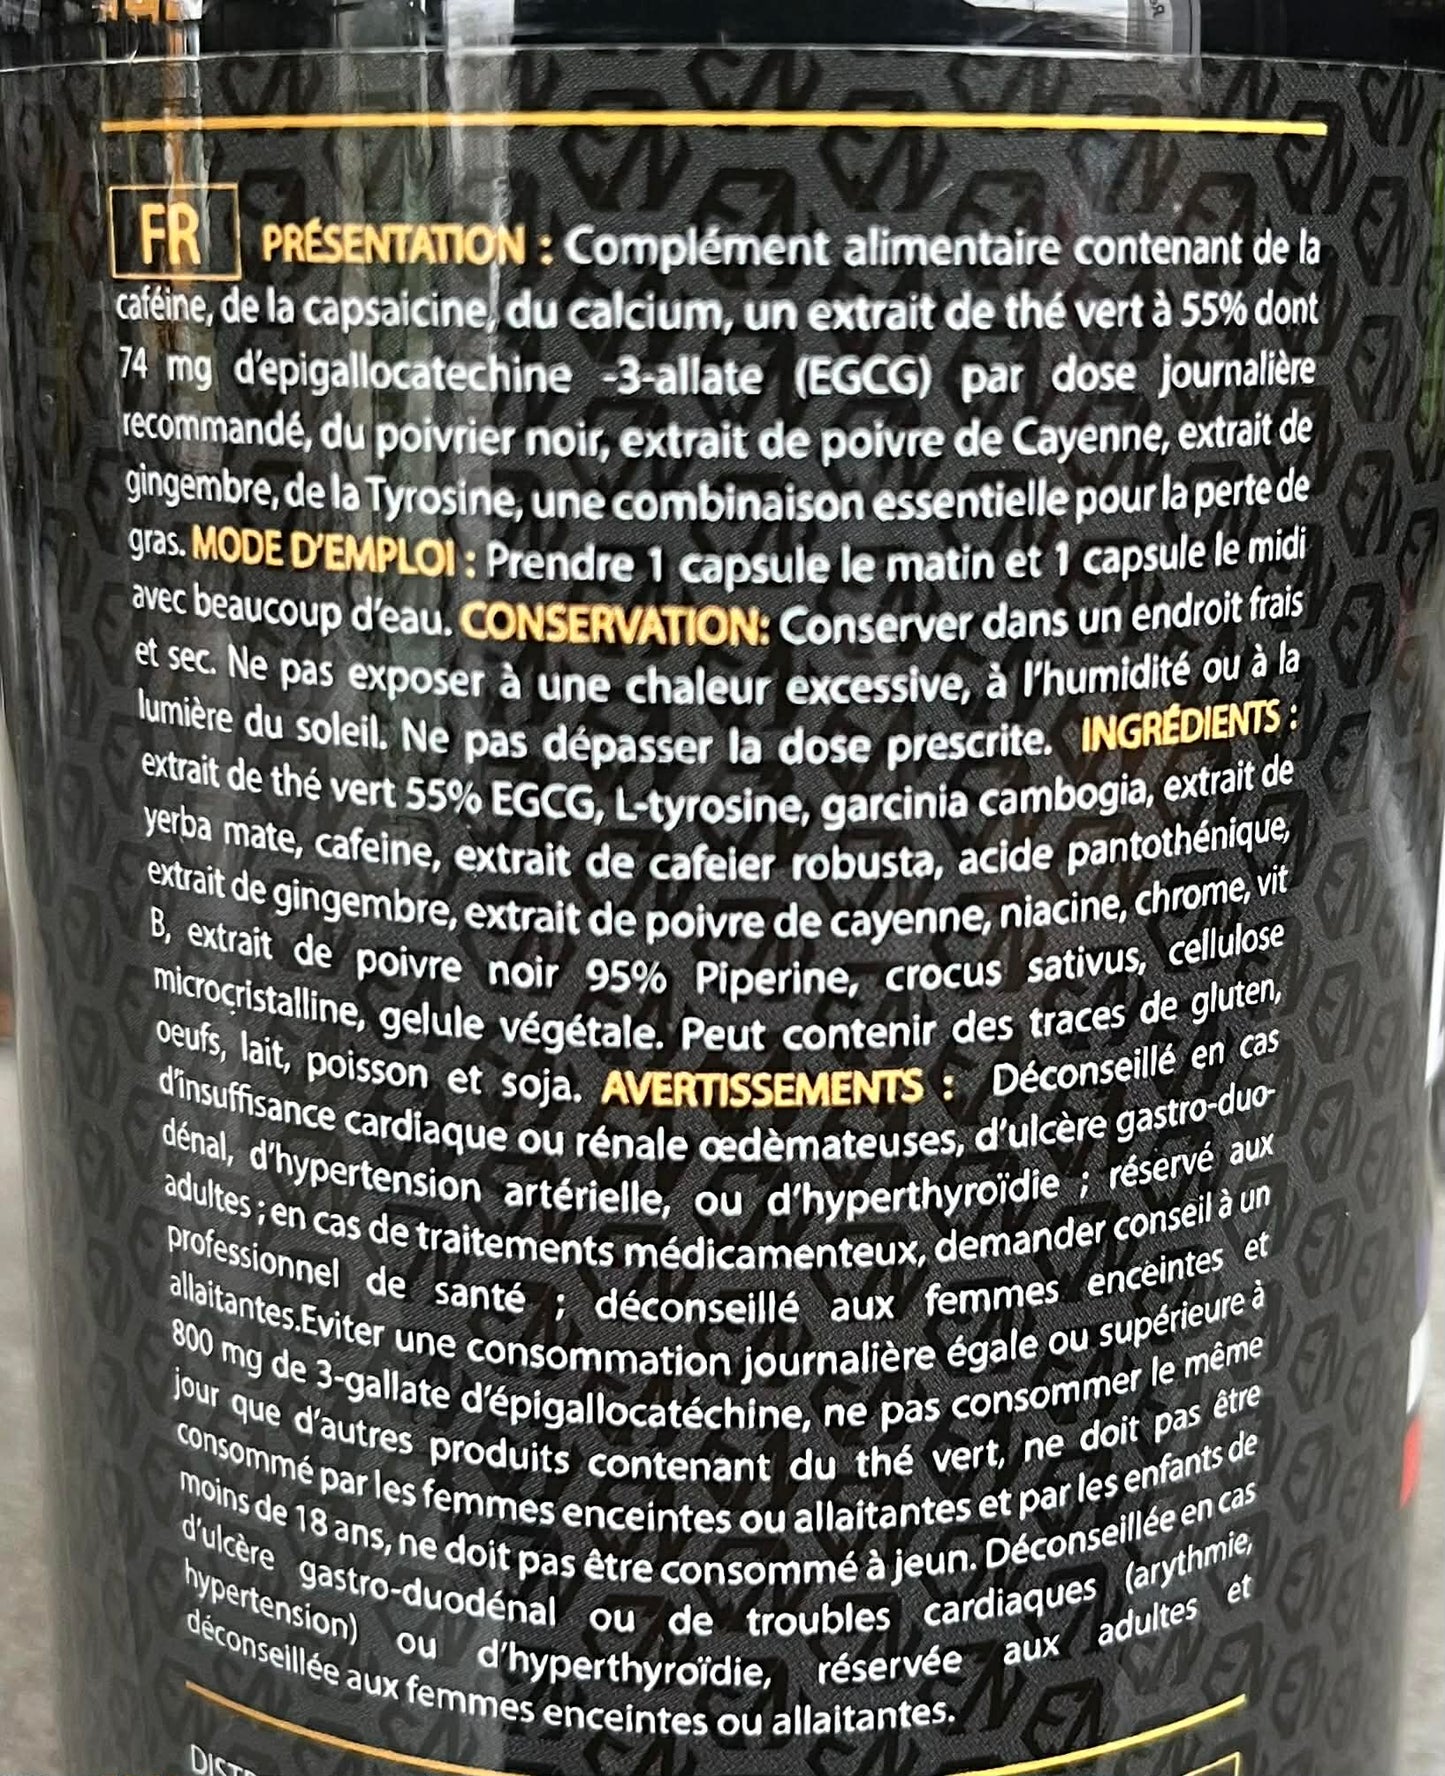 FR PRÉSENTATION : Complément alimentaire contenant de la
caféine, de la capsaicine, du calcium, un extrait de thé vert à 55% dont
74 mg d'epigallocatechine -3-allate (EGCG) par dose journalière
recommandé, du poivrier noir, extrait de poivre de Cayenne, extrait de
gingembre, de la Tyrosine, une combinaison essentielle pour la perte de
gras. MODE D'EMPLOI : Prendre 1 capsule le matin et 1 capsule le midi
avec beaucoup d'eau. CONSERVATION: Conserver dans un endroit frais
et sec. Ne pas exposer à une chaleur excessive, à l'humidité ou à la
lumière du soleil. Ne pas dépasser la dose prescrite. INGRÉDIENTS :
extrait de thé vert 55% EGCG, L-tyrosine, garcinia cambogia, extrait de
yerba mate, cafeine, extrait de cafeier robusta, acide pantothénique,
extrait de gingembre, extrait de poivre de cayenne, niacine, chrome, vit
B, extrait de poivre noir 95% Piperine, crocus sativus, cellulose
microcristalline, gelule végétale. Peut contenir des traces de gluten,
oeufs, lait, poisson et soja. AVERTISSEMENTS : Déconseillé en cas
d'insuffisance cardiaque ou rénale œdèmateuses, d'ulcère gastro-duo-
dénal, d'hypertension artérielle, ou d'hyperthyroïdie ; réservé aux
adultes ; en cas de traitements médicamenteux, demander conseil à un
professionnel de santé ; déconseillé aux femmes enceintes et
allaitantes.Eviter une consommation journalière égale ou supérieure à
800 mg de 3-gallate d'épigallocatéchine, ne pas consommer le même
jour que d'autres produits contenant du thé vert, ne doit pas être
consommé par les femmes enceintes ou allaitantes et par les enfants de
moins de 18 ans, ne doit pas être consommé à jeun. Déconseillée en cas
d'ulcère gastro-duodénal ou de troubles cardiaques (arythmie,
hypertension) ou d'hyperthyroïdie, réservée aux adultes et
déconseillée aux femmes enceintes ou allaitantes.